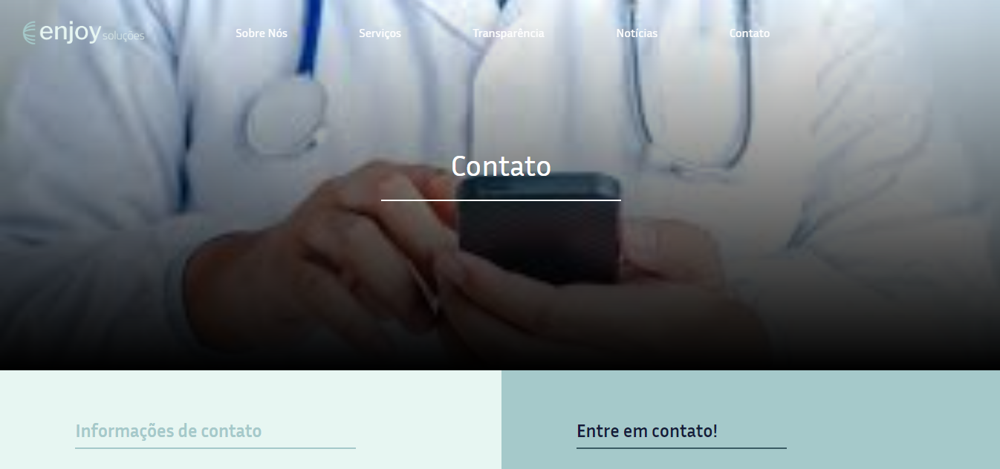 enjoy soluções
Sobre Nós
Serviços
Transparência
Notícias
Contato
Contato
Informações de contato
Entre em contato!